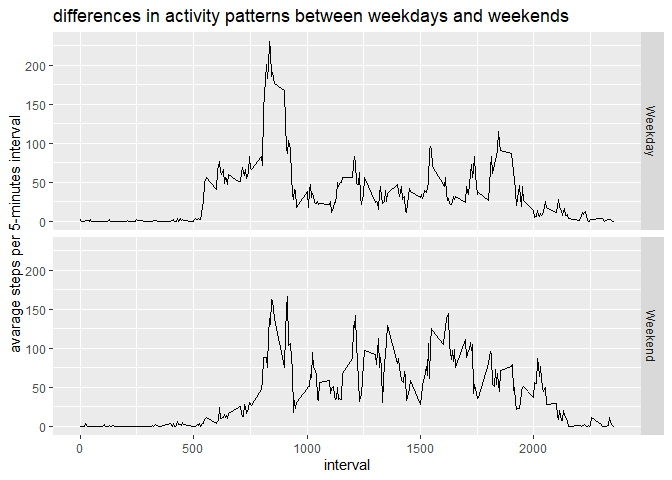 differences in activity patterns between weekdays and weekends
avarage steps per 5-minutes interval
200
150
100
50
0
Weekday
200
150
100
50
0
Weekend
0 500 1000 1500 2000
interval